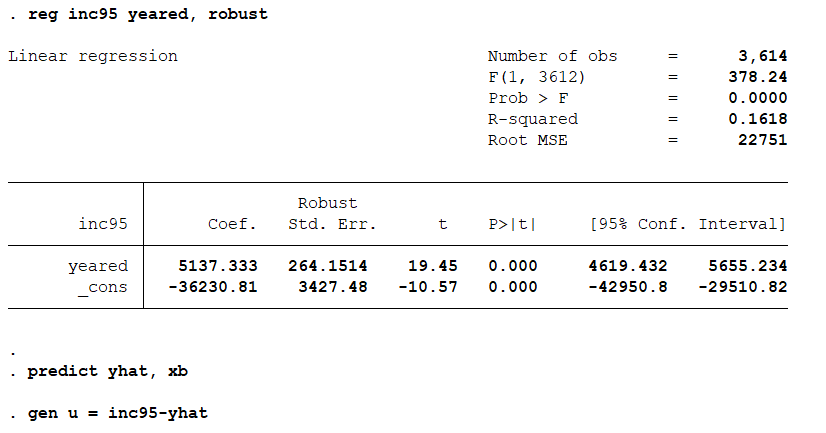 . reg inc95 yeared, robust
Linear regression Number of obs = 3,614
F(1, 3612) = 378.24
Prob > F = 0.0000
R-squared = 0.1618
Root MSE = 22751
Robust
inc95 Coef. Std. Err. t P>|t| [95% Conf. Interval]
yeared 5137.333 264.1514 19.45 0.000 4619.432 5655.234
_cons -36230.81 3427.48 -10.57 0.000 -42950.8 -29510.82
.
. predict yhat, xb
. gen u = inc95-yhat